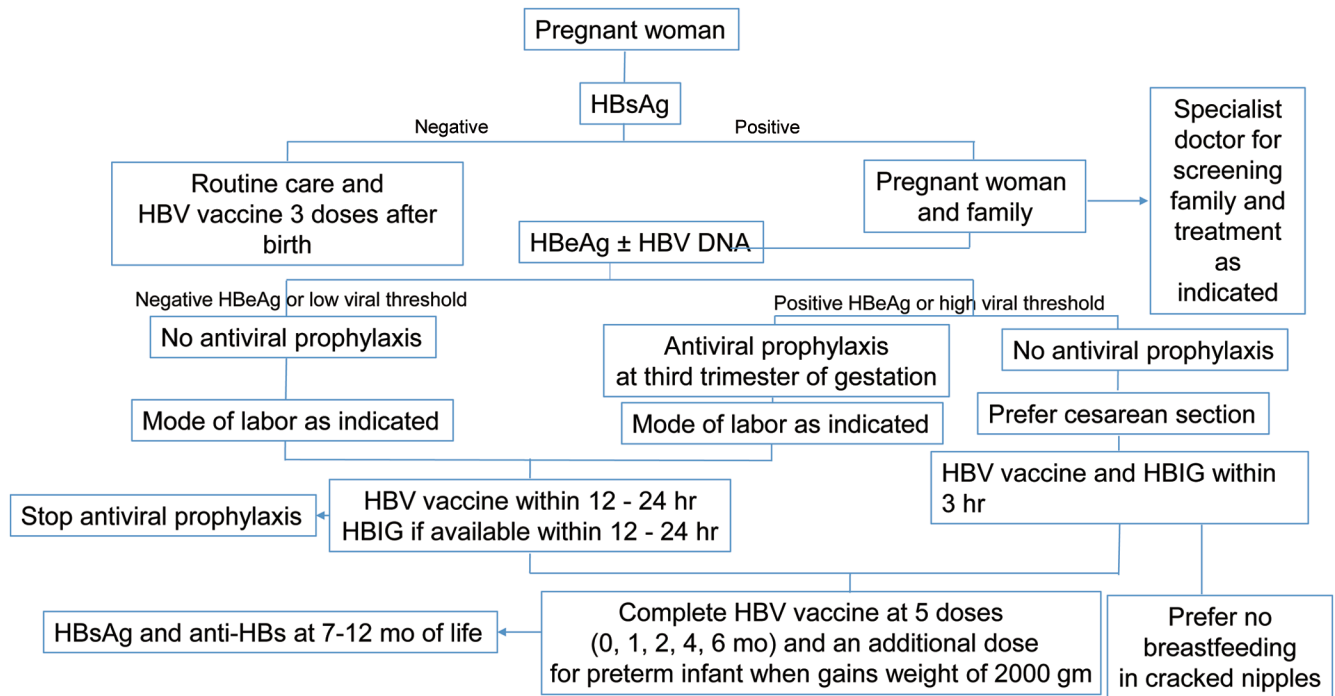 Pregnant woman
HBsAg
Negative
Positive
Routine care and
HBV vaccine 3 doses after
birth
Pregnant woman
and family
Specialist
doctor for
screening
family and
treatment
as
indicated
HBeAg ± HBV DNA
Negative HBeAg or low viral threshold
Positive HBeAg or high viral threshold
No antiviral prophylaxis
Antiviral prophylaxis
at third trimester of gestation
No antiviral prophylaxis
Mode of labor as indicated
Mode of labor as indicated
Prefer cesarean section
HBV vaccine within 12 - 24 hr
HBIG if available within 12 - 24 hr
Stop antiviral prophylaxis
HBV vaccine and HBIG within
3 hr
Complete HBV vaccine at 5 doses
(0, 1, 2, 4, 6 mo) and an additional dose
for preterm infant when gains weight of 2000 gm
HBsAg and anti-HBs at 7-12 mo of life
Prefer no
breastfeeding
in cracked nipples